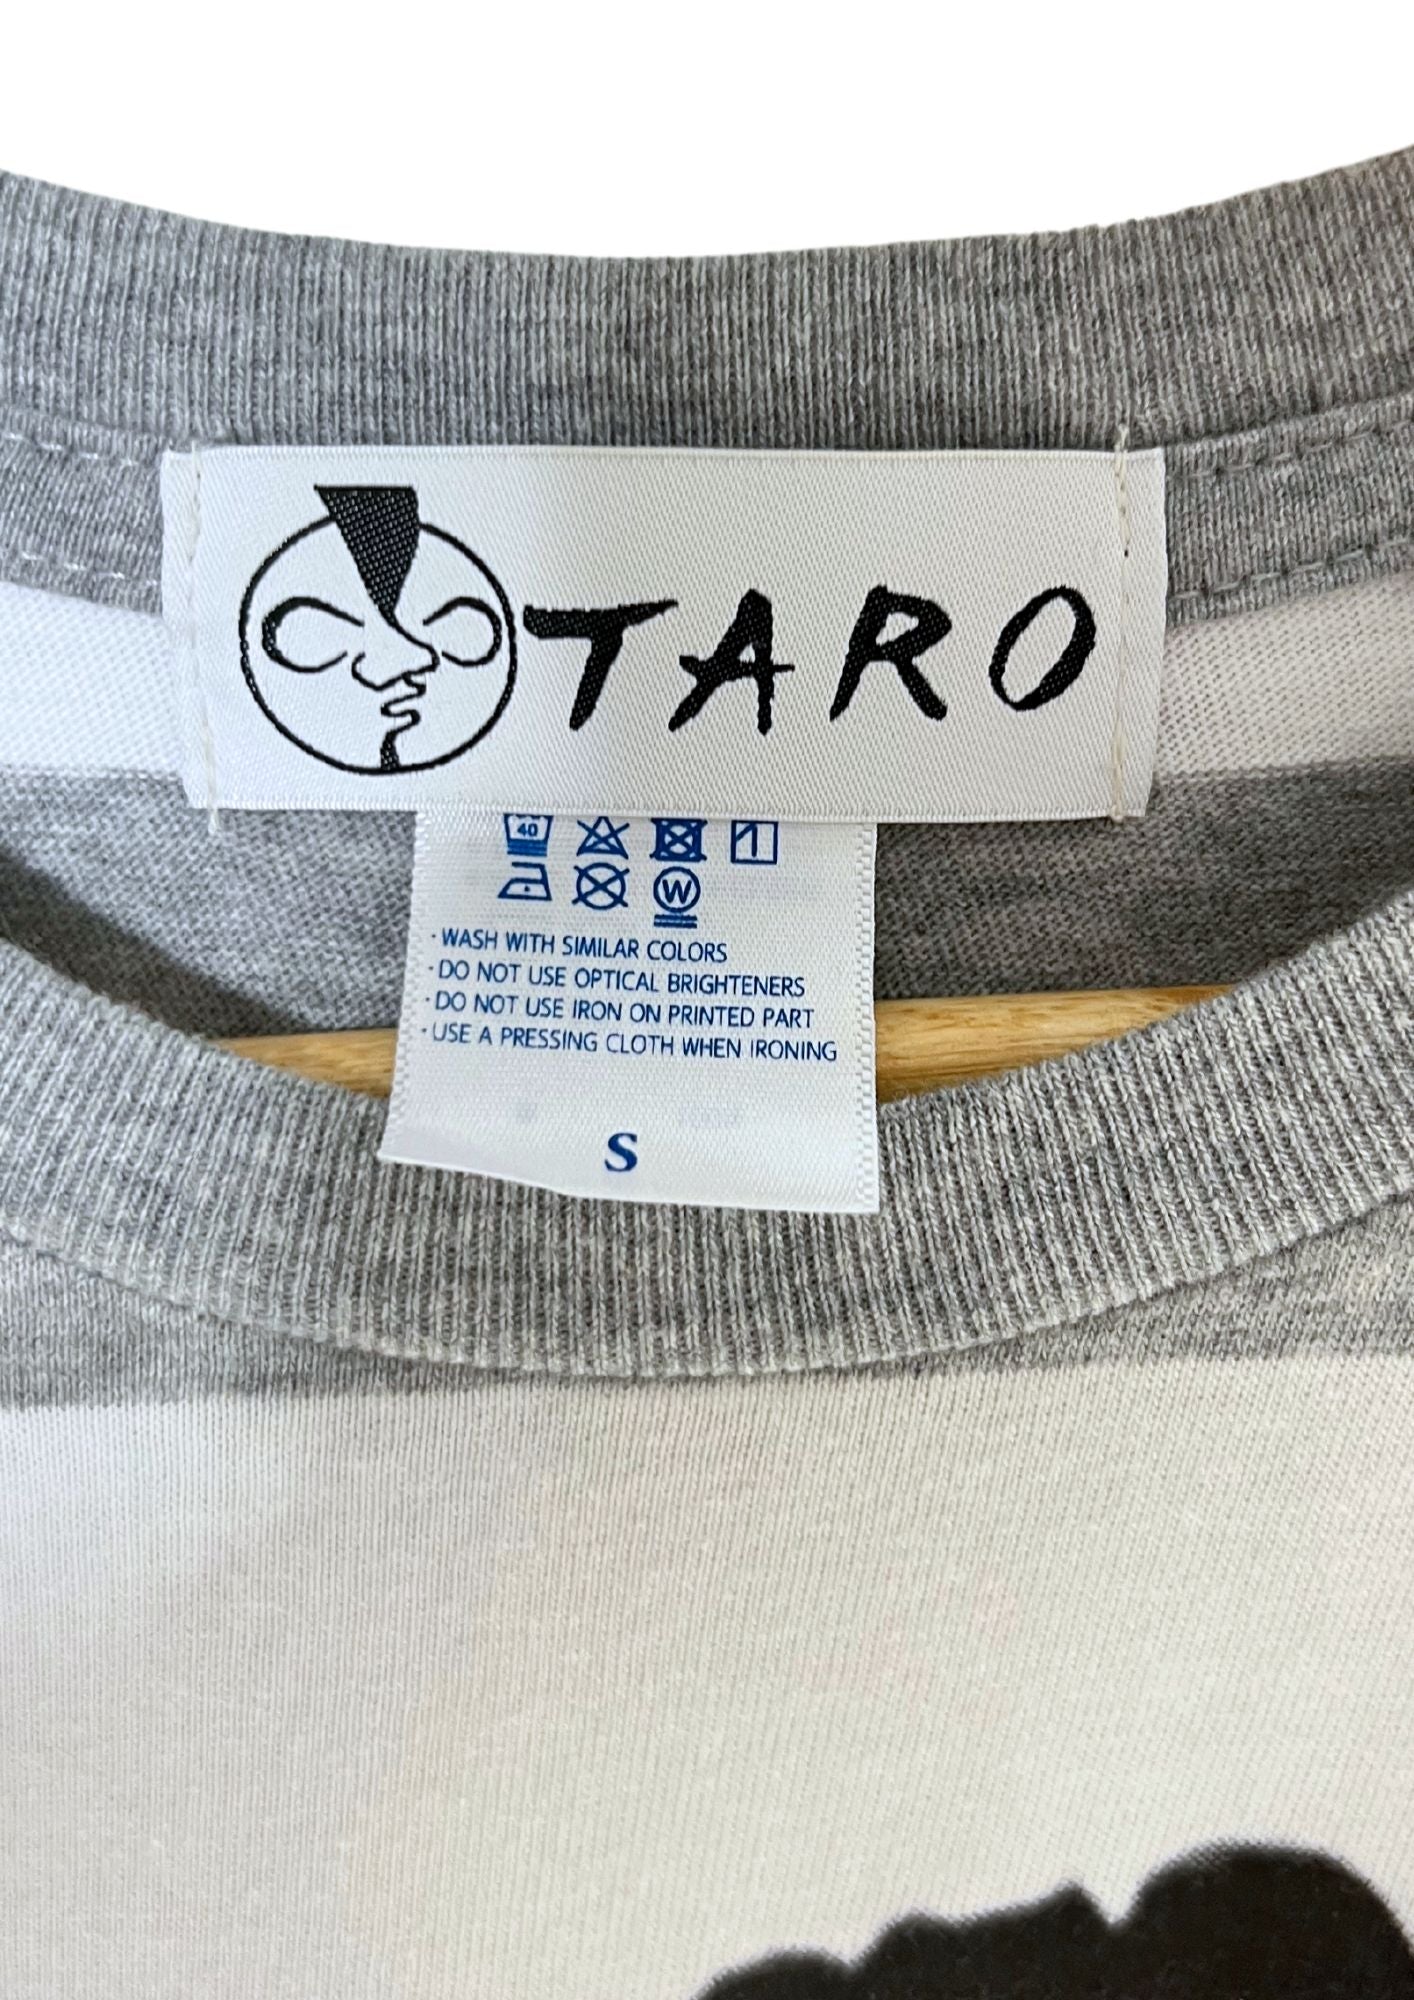 TARO
40
W
·WASH WITH SIMILAR COLORS
·DO NOT USE OPTICAL BRIGHTENERS
·DO NOT USE IRON ON PRINTED PART
·USE A PRESSING CLOTH WHEN IRONING
S